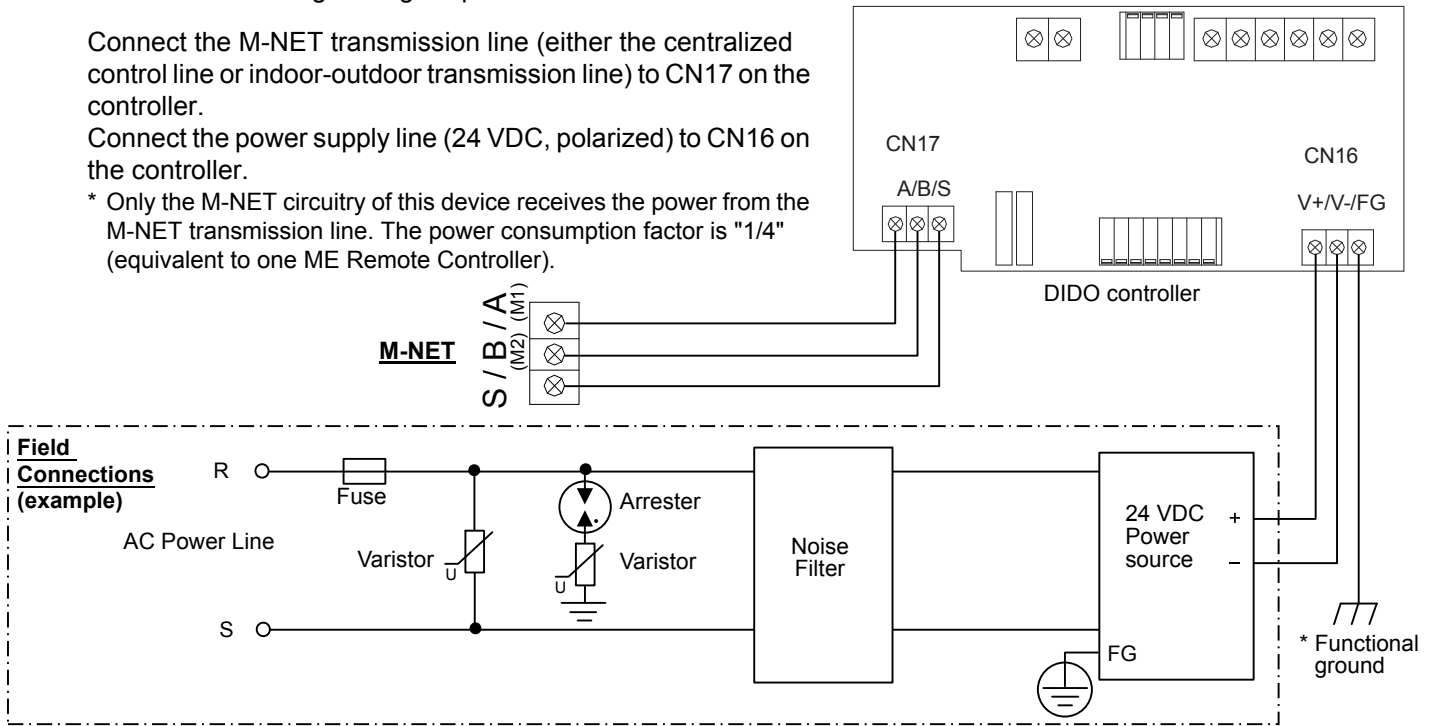 Connect the M-NET transmission line (either the centralized
control line or indoor-outdoor transmission line) to CN17 on the
controller.
Connect the power supply line (24 VDC, polarized) to CN16 on
the controller.
* Only the M-NET circuitry of this device receives the power from the
M-NET transmission line. The power consumption factor is "1/4"
(equivalent to one ME Remote Controller).
CN17
A/B/S
CN16
V+/V-/FG
DIDO controller
M-NET
S / B / A
(M2) (M1)
Field
Connections
(example)
R
Fuse
AC Power Line
Varistor
U
Arrester
Varistor
U
S
Noise
Filter
24 VDC
Power
source
+
–
FG
* Functional
ground